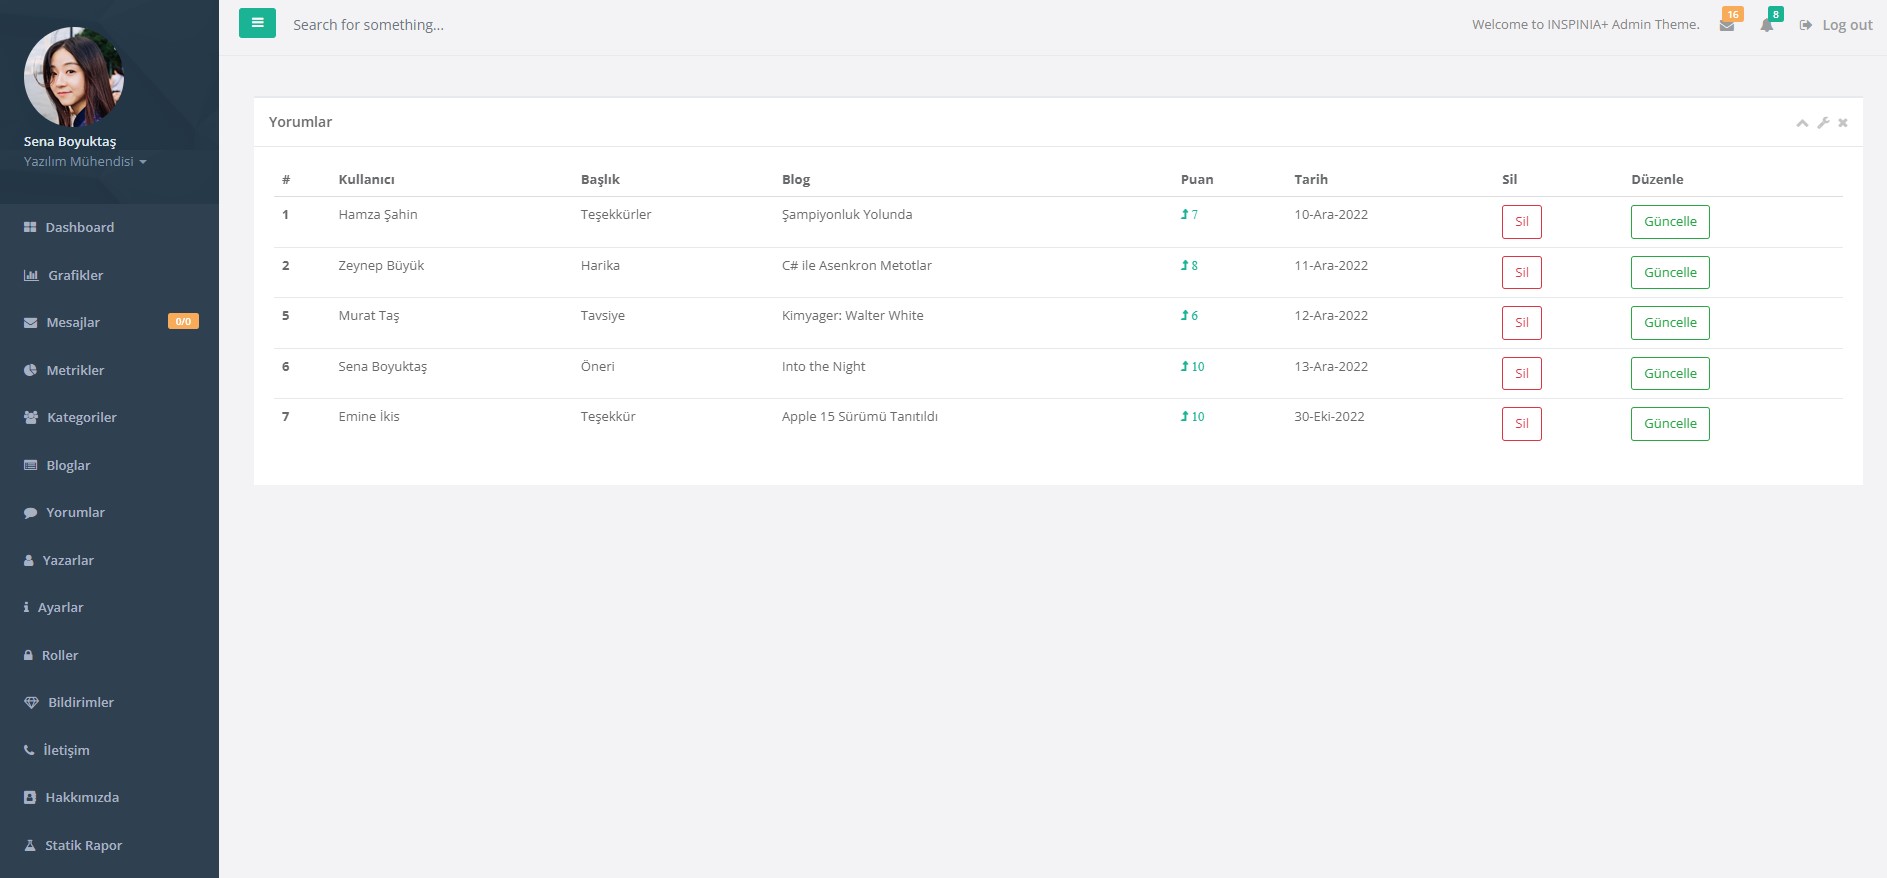 Search for something...
Welcome to INSPINIA+ Admin Theme.
16
8
Log out
Sena Boyuktaş
Yazılım Mühendisi
Dashboard
Grafikler
Mesajlar 0/0
Metrikler
Kategoriler
Bloglar
Yorumlar
Yazarlar
Ayarlar
Roller
Bildirimler
İletişim
Hakkımızda
Statik Rapor
Yorumlar
# Kullanıcı Başlık Blog Puan Tarih Sil Düzenle
1 Hamza Şahin Teşekkürler Şampiyonluk Yolunda 7 10-Ara-2022 Sil Güncelle
2 Zeynep Büyük Harika C# ile Asenkron Metotlar 8 11-Ara-2022 Sil Güncelle
5 Murat Taş Tavsiye Kimyager: Walter White 6 12-Ara-2022 Sil Güncelle
6 Sena Boyuktaş Öneri Into the Night 10 13-Ara-2022 Sil Güncelle
7 Emine İkis Teşekkür Apple 15 Sürümü Tanıtıldı 10 30-Eki-2022 Sil Güncelle